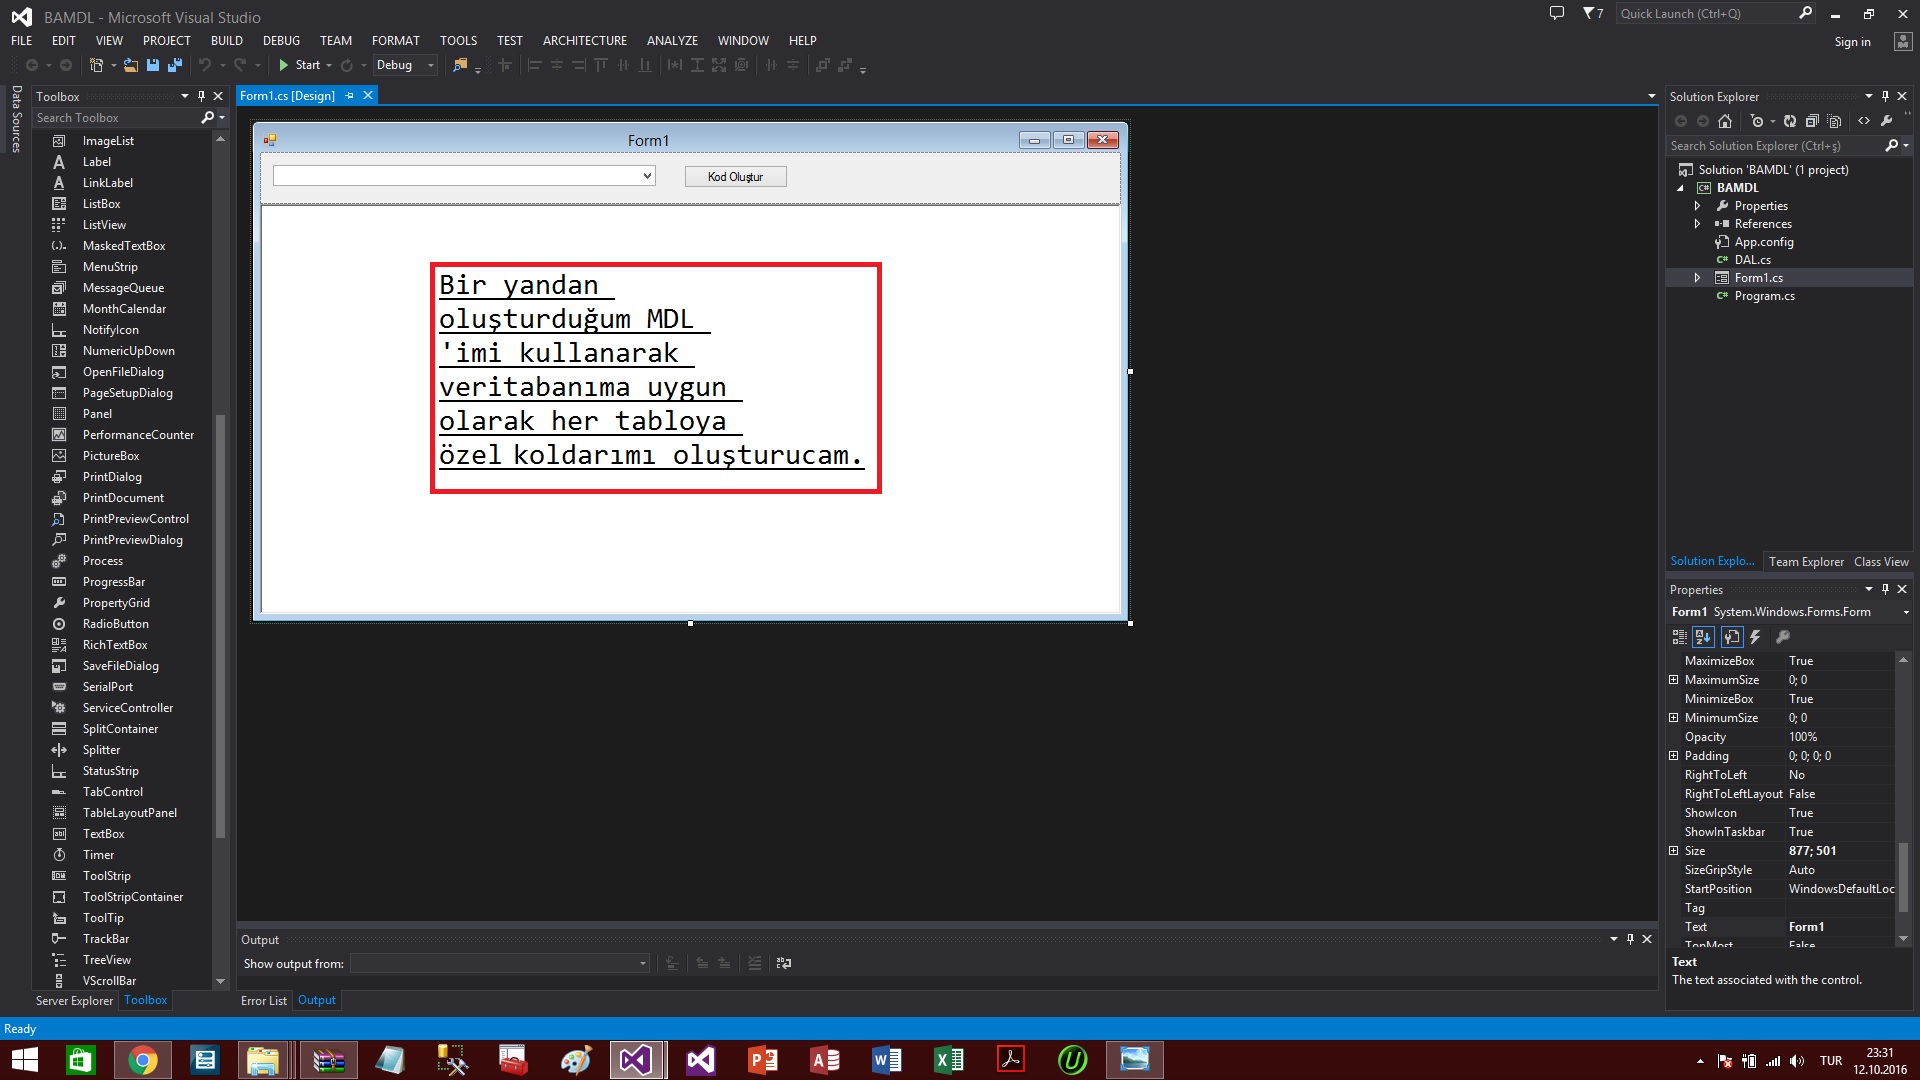 BAMDL - Microsoft Visual Studio
7
Quick Launch (Ctrl+Q)
FILE EDIT VIEW PROJECT BUILD DEBUG TEAM FORMAT TOOLS TEST ARCHITECTURE ANALYZE WINDOW HELP
Sign in
Start Debug
Data Sources
Toolbox
Search Toolbox
ImageList
Label
LinkLabel
ListBox
ListView
MaskedTextBox
MenuStrip
MessageQueue
MonthCalendar
NotifyIcon
NumericUpDown
OpenFileDialog
PageSetupDialog
Panel
PerformanceCounter
PictureBox
PrintDialog
PrintDocument
PrintPreviewControl
PrintPreviewDialog
Process
ProgressBar
PropertyGrid
RadioButton
RichTextBox
SaveFileDialog
SerialPort
ServiceController
SplitContainer
Splitter
StatusStrip
TabControl
TableLayoutPanel
TextBox
Timer
ToolStrip
ToolStripContainer
ToolTip
TrackBar
TreeView
VScrollBar
Server Explorer Toolbox
Form1.cs [Design]
Form1
Kod Oluştur
Bir yandan
oluşturduğum MDL
'imi kullanarak
veritabanıma uygun
olarak her tabloya
özel koldarımı oluşturucam.
Output
Show output from:
Error List Output
Solution Explorer
Search Solution Explorer (Ctrl+ş)
Solution 'BAMDL' (1 project)
BAMDL
Properties
References
App.config
DAL.cs
Form1.cs
Program.cs
Solution Explo... Team Explorer Class View
Properties
Form1 System.Windows.Forms.Form
MaximizeBox True
MaximumSize 0; 0
MinimizeBox True
MinimumSize 0; 0
Opacity 100%
Padding 0; 0; 0; 0
RightToLeft No
RightToLeftLayout False
ShowIcon True
ShowInTaskbar True
Size 877; 501
SizeGripStyle Auto
StartPosition WindowsDefaultLoc
Tag
Text Form1
TopMost False
Text
The text associated with the control.
Ready
TUR
23:31
12.10.2016